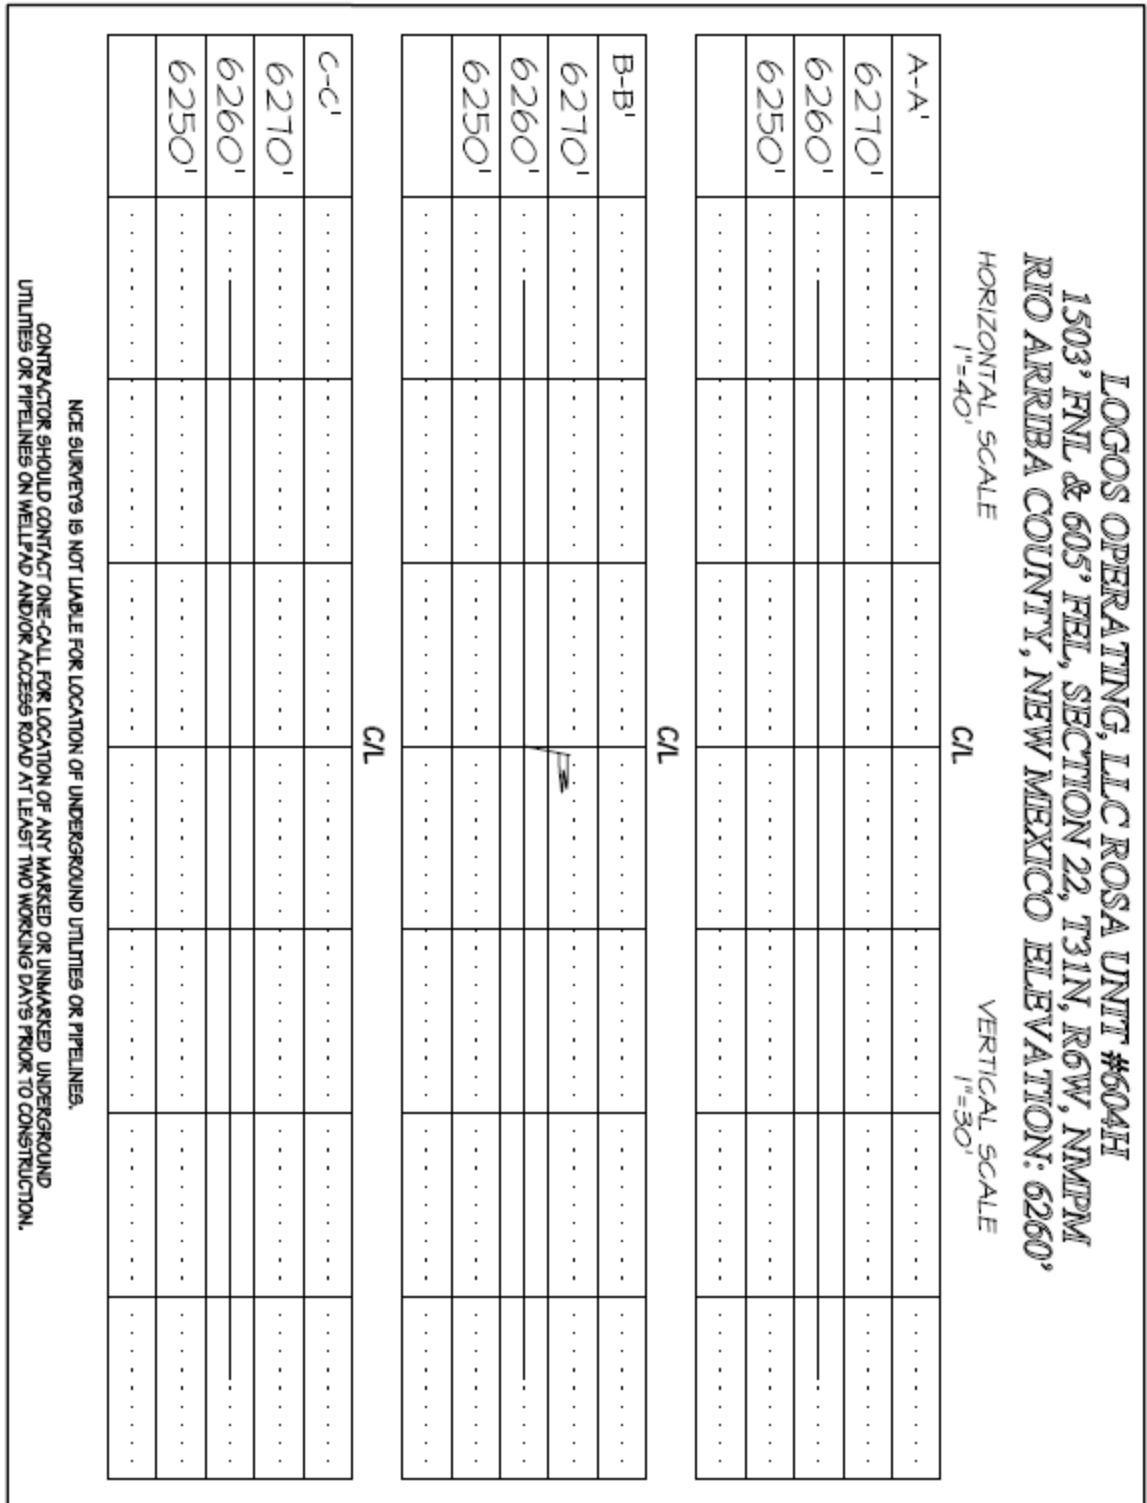 LOGOS OPERATING, LLC ROSA UNIT #604H
1503' FNL & 605' FEL, SECTION 22, T31N, R6W, NMPM
RIO ARRIBA COUNTY, NEW MEXICO ELEVATION: 6260'
HORIZONTAL SCALE
1"=40'
VERTICAL SCALE
1"=30'
C/L
A-A'
6270'
6260'
6250'
C/L
B-B'
6270'
6260'
6250'
C/L
C-C'
6270'
6260'
6250'
NCE SURVEYS IS NOT LIABLE FOR LOCATION OF UNDERGROUND UTILITIES OR PIPELINES.
CONTRACTOR SHOULD CONTACT ONE-CALL FOR LOCATION OF ANY MARKED OR UNMARKED UNDERGROUND
UTILITIES OR PIPELINES ON WELLPAD AND/OR ACCESS ROAD AT LEAST TWO WORKING DAYS PRIOR TO CONSTRUCTION.